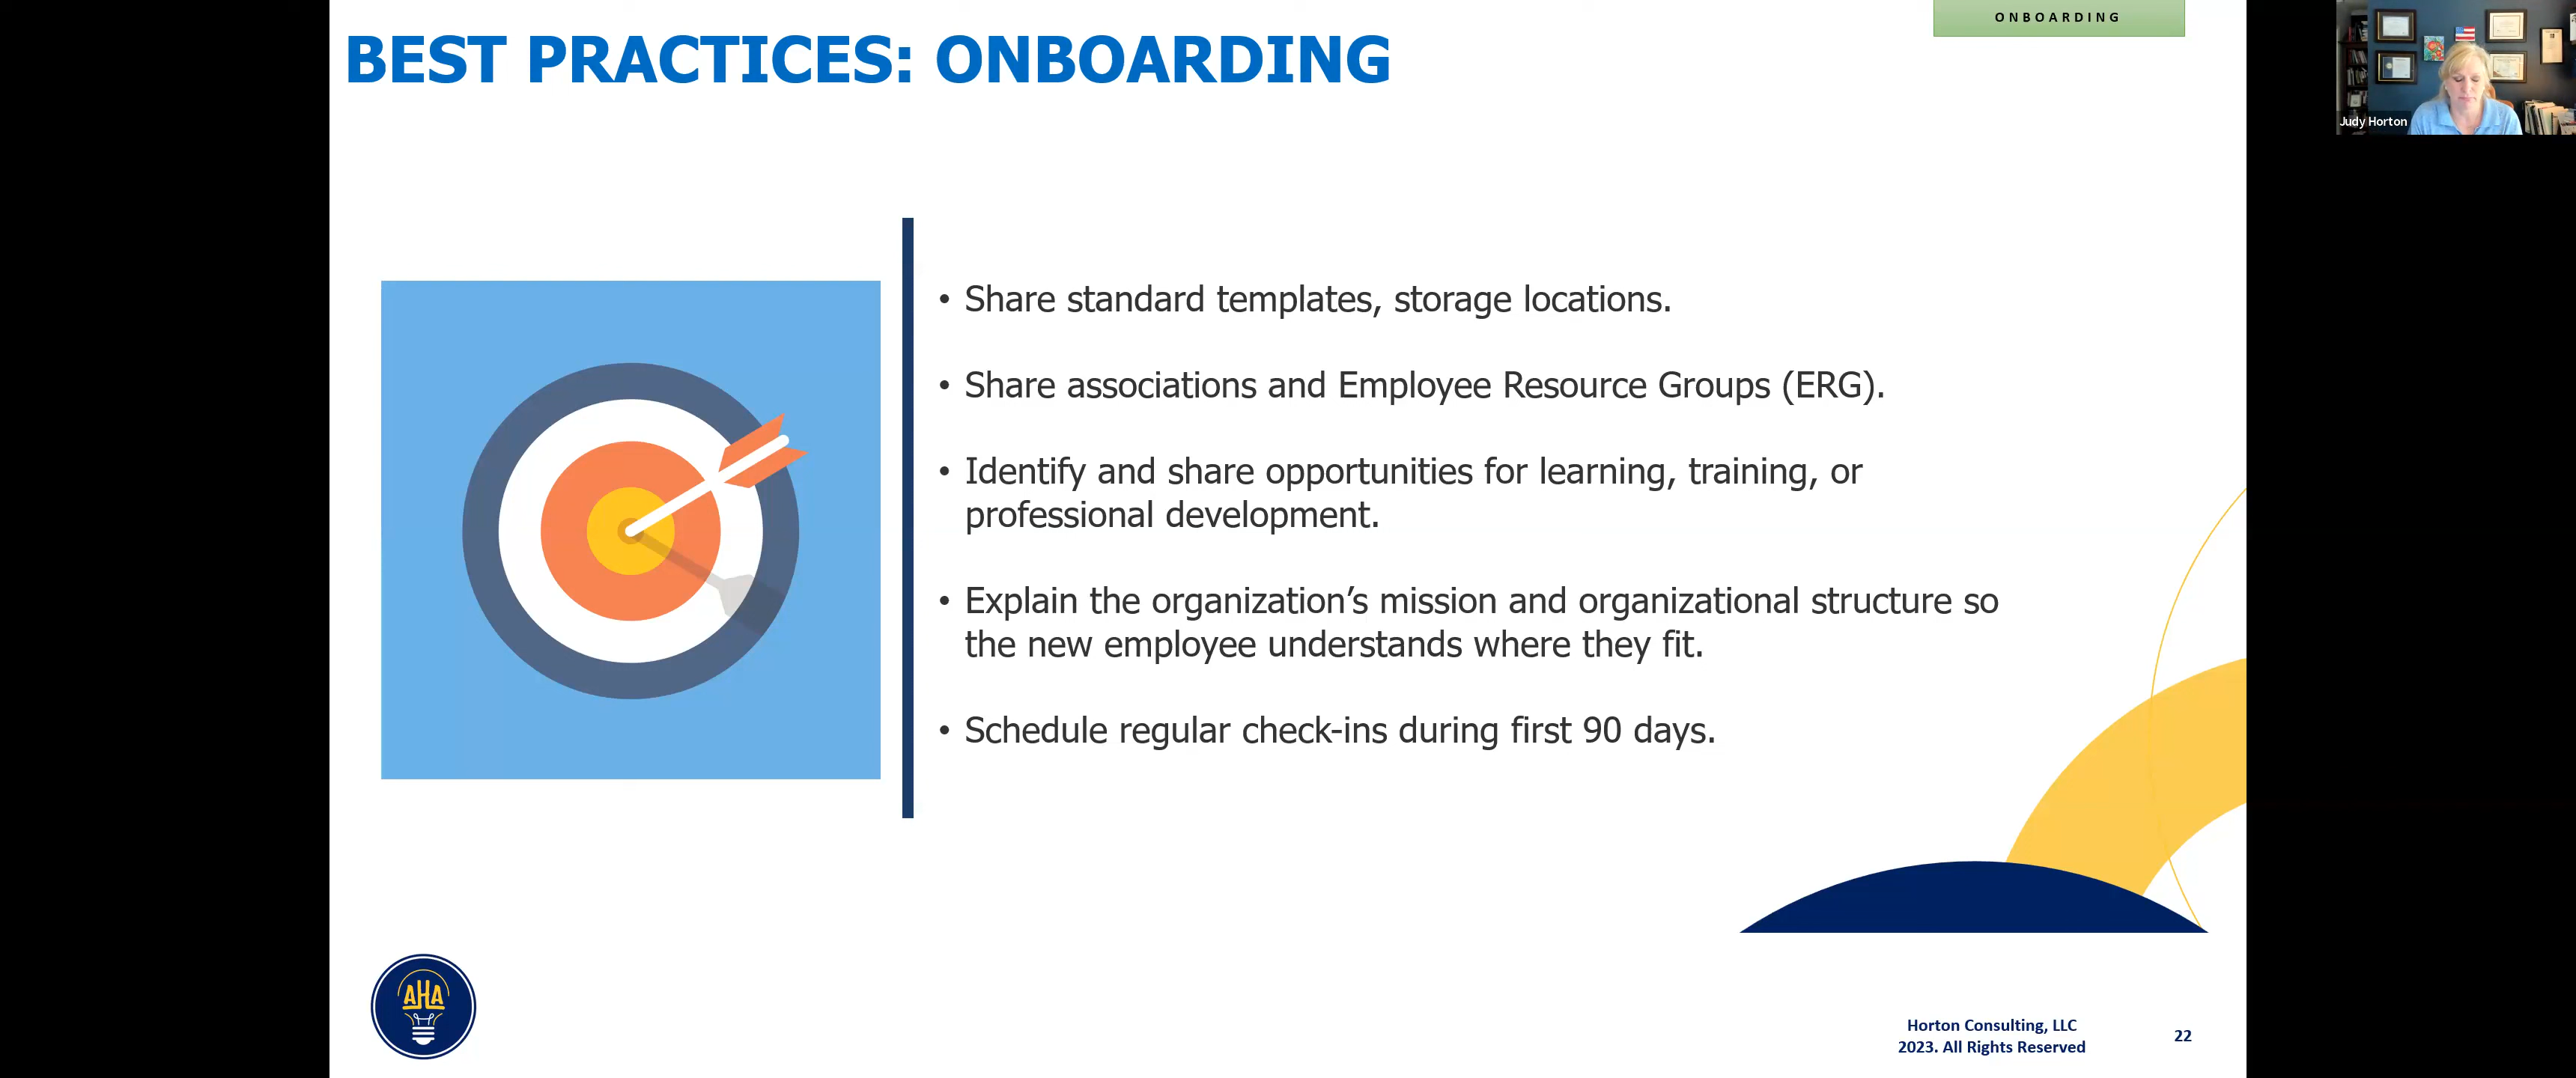 ONBOARDING
BEST PRACTICES: ONBOARDING
Judy Horton
• Share standard templates, storage locations.
• Share associations and Employee Resource Groups (ERG).
• Identify and share opportunities for learning, training, or
professional development.
• Explain the organization’s mission and organizational structure so
the new employee understands where they fit.
• Schedule regular check-ins during first 90 days.
AHA
Horton Consulting, LLC
2023. All Rights Reserved
22